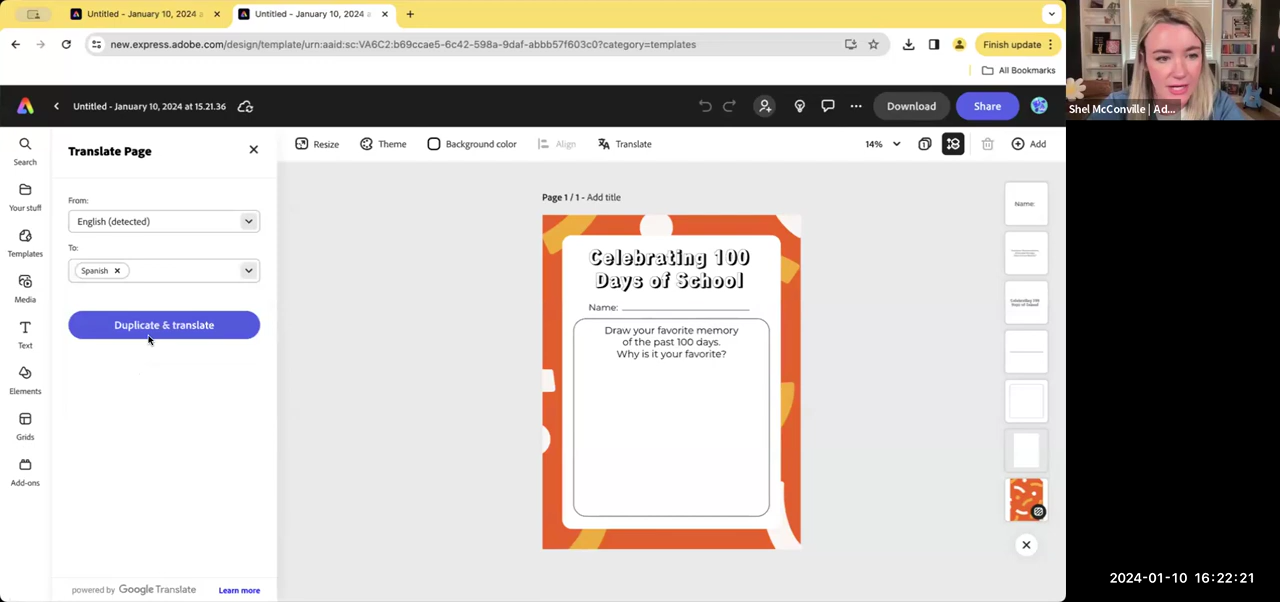 Untitled - January 10, 2024 a
Untitled - January 10, 2024 a
new.express.adobe.com/design/template/urn:aaid:sc:VA6C2:b69ccae5-6c42-598a-9daf-abbb57f603c0?category=templates
Finish update
All Bookmarks
Shel McConville | Ad...
Untitled - January 10, 2024 at 15.21.36
Download
Share
Search
Your stuff
Templates
Media
Text
Elements
Grids
Add-ons
Translate Page
From:
English (detected)
To:
Spanish
Duplicate & translate
powered by Google Translate
Learn more
Resize
Theme
Background color
Align
Translate
14%
Add
Page 1 / 1 - Add title
Celebrating 100
Days of School
Name:
Draw your favorite memory
of the past 100 days.
Why is it your favorite?
Name:
Celebrating 100
Days of School
2024-01-10 16:22:21